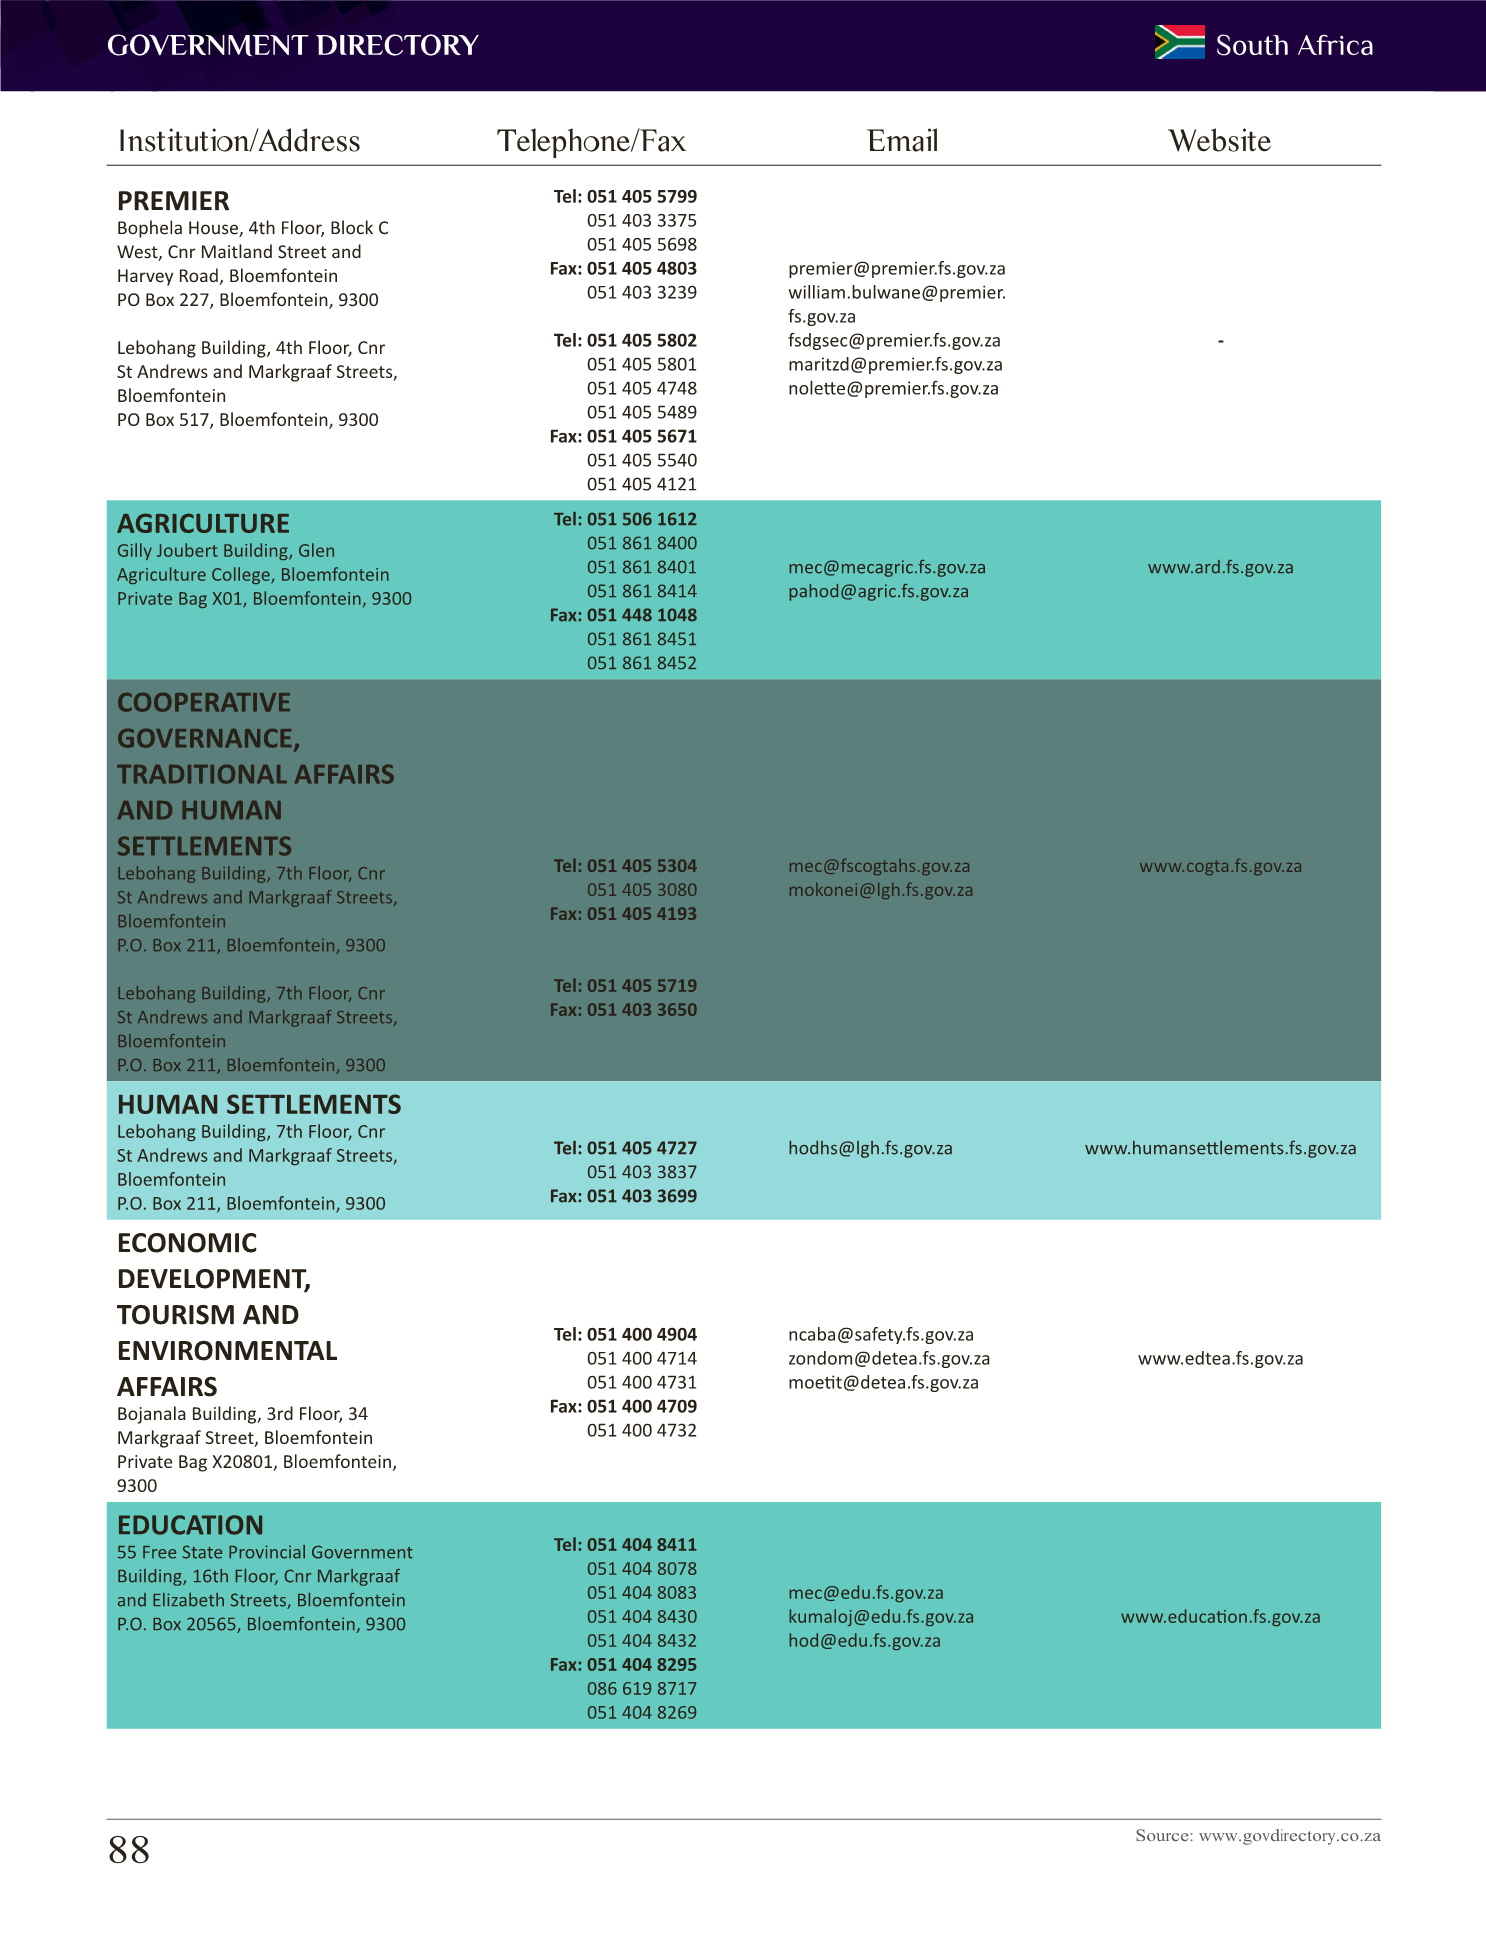 GOVERNMENT DIRECTORY
South Africa
Institution/Address
Telephone/Fax
Email
Website
PREMIER
Bophela House, 4th Floor, Block C
West, Cnr Maitland Street and
Harvey Road, Bloemfontein
PO Box 227, Bloemfontein, 9300
Lebohang Building, 4th Floor, Cnr
St Andrews and Markgraaf Streets,
Bloemfontein
PO Box 517, Bloemfontein, 9300
Tel: 051 405 5799
051 403 3375
051 405 5698
Fax: 051 405 4803
051 403 3239
Tel: 051 405 5802
051 405 5801
051 405 4748
051 405 5489
Fax: 051 405 5671
051 405 5540
051 405 4121
premier@premier.fs.gov.za
william.bulwane@premier.
fs.gov.za
fsdgsec@premier.fs.gov.za
maritzd@premier.fs.gov.za
nolette@premier.fs.gov.za
-
AGRICULTURE
Gilly Joubert Building, Glen
Agriculture College, Bloemfontein
Private Bag X01, Bloemfontein, 9300
Tel: 051 506 1612
051 861 8400
051 861 8401
051 861 8414
Fax: 051 448 1048
051 861 8451
051 861 8452
mec@mecagric.fs.gov.za
pahod@agric.fs.gov.za
www.ard.fs.gov.za
COOPERATIVE
GOVERNANCE,
TRADITIONAL AFFAIRS
AND HUMAN
SETTLEMENTS
Lebohang Building, 7th Floor, Cnr
St Andrews and Markgraaf Streets,
Bloemfontein
P.O. Box 211, Bloemfontein, 9300
Lebohang Building, 7th Floor, Cnr
St Andrews and Markgraaf Streets,
Bloemfontein
P.O. Box 211, Bloemfontein, 9300
Tel: 051 405 5304
051 405 3080
Fax: 051 405 4193
Tel: 051 405 5719
Fax: 051 403 3650
mec@fscogtahs.gov.za
mokonei@lgh.fs.gov.za
www.cogta.fs.gov.za
HUMAN SETTLEMENTS
Lebohang Building, 7th Floor, Cnr
St Andrews and Markgraaf Streets,
Bloemfontein
P.O. Box 211, Bloemfontein, 9300
Tel: 051 405 4727
051 403 3837
Fax: 051 403 3699
hodhs@lgh.fs.gov.za
www.humansettlements.fs.gov.za
ECONOMIC
DEVELOPMENT,
TOURISM AND
ENVIRONMENTAL
AFFAIRS
Bojanala Building, 3rd Floor, 34
Markgraaf Street, Bloemfontein
Private Bag X20801, Bloemfontein,
9300
Tel: 051 400 4904
051 400 4714
051 400 4731
Fax: 051 400 4709
051 400 4732
ncaba@safety.fs.gov.za
zondom@detea.fs.gov.za
moetit@detea.fs.gov.za
www.edtea.fs.gov.za
EDUCATION
55 Free State Provincial Government
Building, 16th Floor, Cnr Markgraaf
and Elizabeth Streets, Bloemfontein
P.O. Box 20565, Bloemfontein, 9300
Tel: 051 404 8411
051 404 8078
051 404 8083
051 404 8430
051 404 8432
Fax: 051 404 8295
086 619 8717
051 404 8269
mec@edu.fs.gov.za
kumaloj@edu.fs.gov.za
hod@edu.fs.gov.za
www.education.fs.gov.za
88
Source: www.govdirectory.co.za